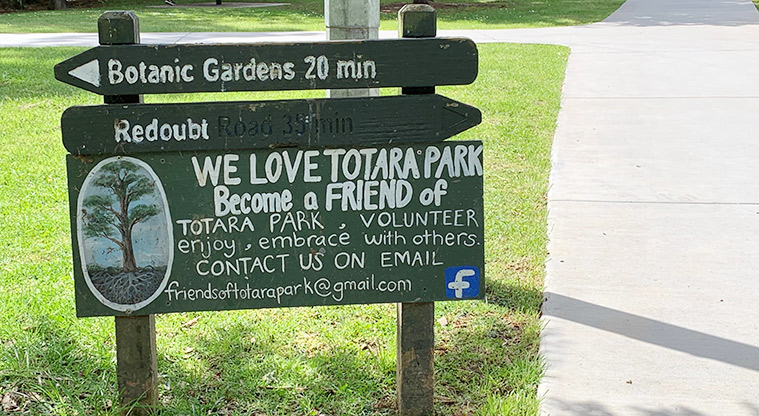 Botanic Gardens 20 min
Redoubt Road 35 min
WE LOVE TOTARA PARK
Become a FRIEND of
TOTARA PARK, VOLUNTEER
enjoy, embrace with others.
CONTACT US ON EMAIL
friendsoftotarapark@gmail.com
f